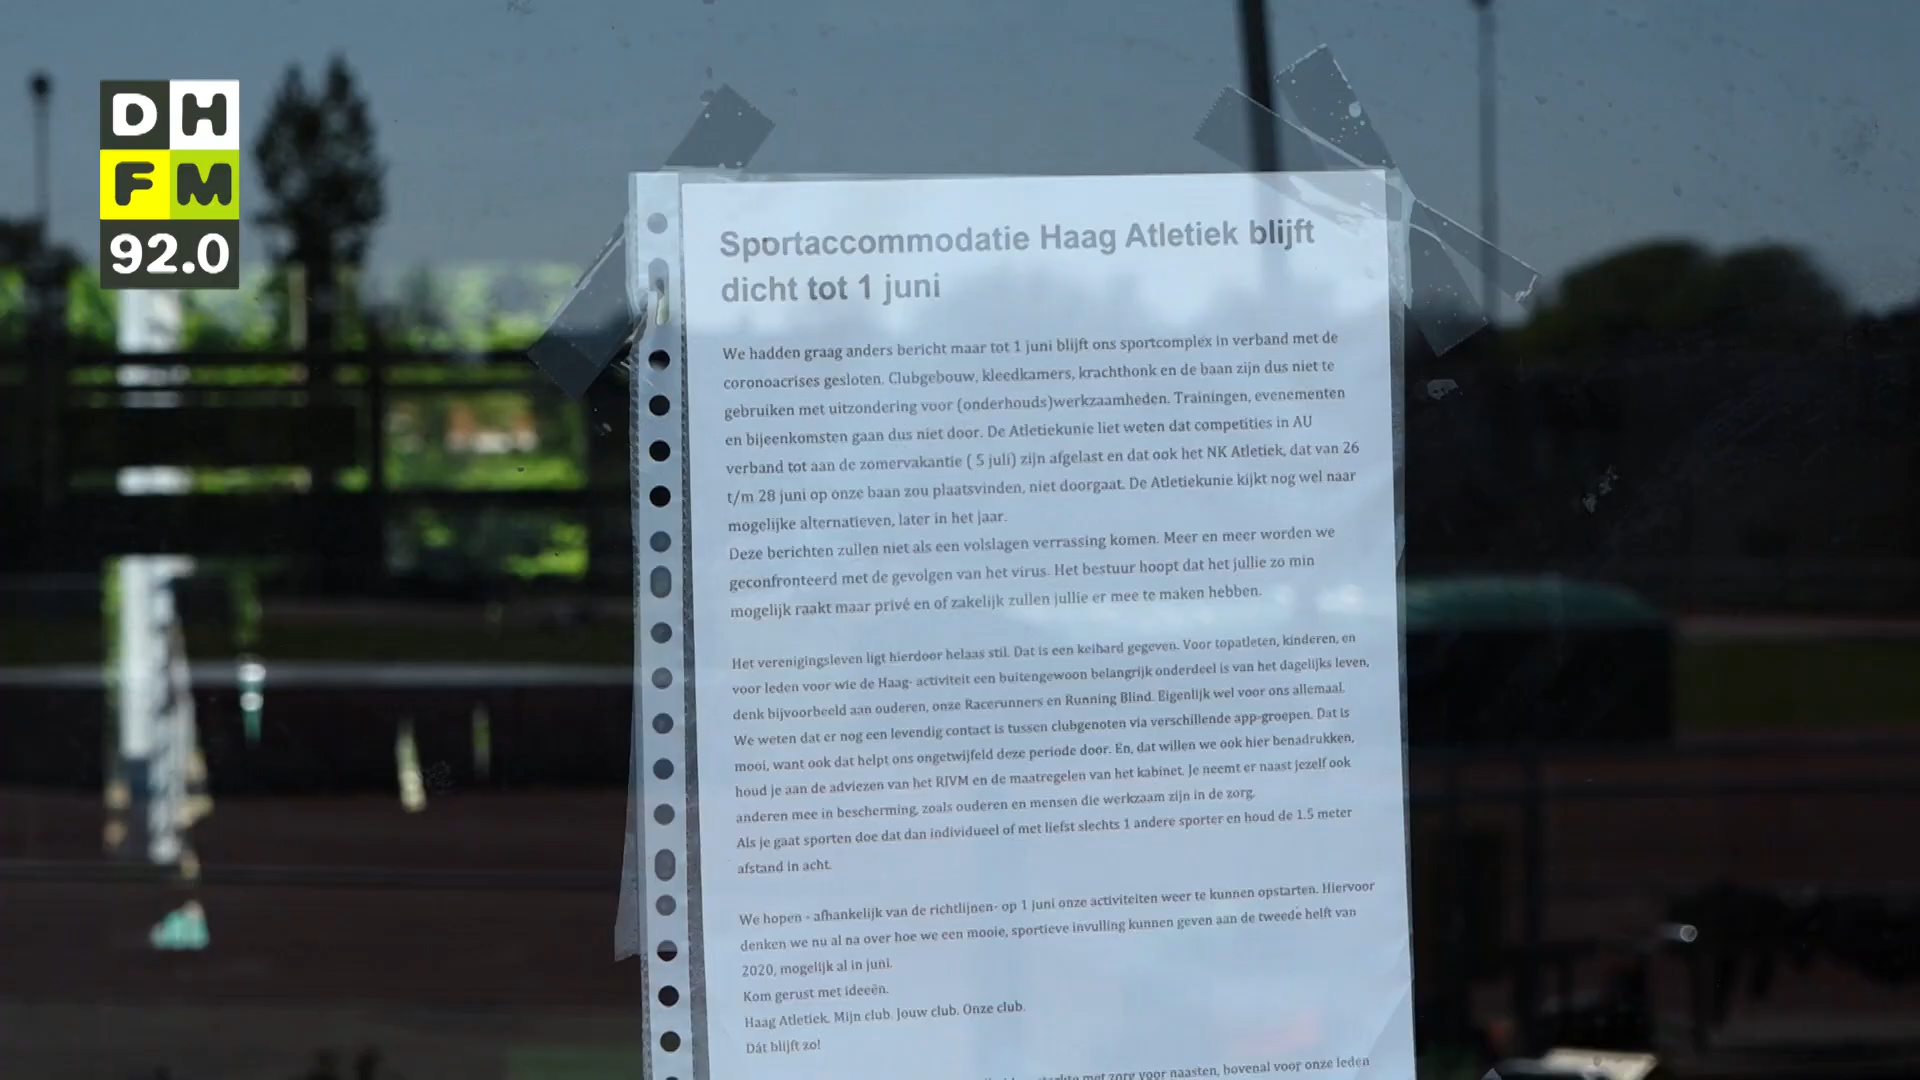 DH
FM
92.0
Sportaccommodatie Haag Atletiek blijft
dicht tot 1 juni
We hadden graag anders bericht maar tot 1 juni blijft ons sportcomplex in verband met de
coronoacrises gesloten. Clubgebouw, kleedkamers, krachthonk en de baan zijn dus niet te
gebruiken met uitzondering voor (onderhouds)werkzaamheden. Trainingen, evenementen
en bijeenkomsten gaan dus niet door. De Atletiekunie liet weten dat competities in AU
verband tot aan de zomervakantie ( 5 juli) zijn afgelast en dat ook het NK Atletiek, dat van 26
t/m 28 juni op onze baan zou plaatsvinden, niet doorgaat. De Atletiekunie kijkt nog wel naar
mogelijke alternatieven, later in het jaar.
Deze berichten zullen niet als een volslagen verrassing komen. Meer en meer worden we
geconfronteerd met de gevolgen van het virus. Het bestuur hoopt dat het jullie zo min
mogelijk raakt maar privé en of zakelijk zullen jullie er mee te maken hebben.
Het verenigingsleven ligt hierdoor helaas stil. Dat is een keihard gegeven. Voor topatleten, kinderen, en
voor leden voor wie de Haag- activiteit een buitengewoon belangrijk onderdeel is van het dagelijks leven,
denk bijvoorbeeld aan ouderen, onze Racerunners en Running Blind. Eigenlijk wel voor ons allemaal.
We weten dat er nog een levendig contact is tussen clubgenoten via verschillende app-groepen. Dat is
mooi, want ook dat helpt ons ongetwijfeld deze periode door. En, dat willen we ook hier benadrukken,
houd je aan de adviezen van het RIVM en de maatregelen van het kabinet. Je neemt er naast jezelf ook
anderen mee in bescherming, zoals ouderen en mensen die werkzaam zijn in de zorg.
Als je gaat sporten doe dat dan individueel of met liefst slechts 1 andere sporter en houd de 1.5 meter
afstand in acht.
We hopen - afhankelijk van de richtlijnen- op 1 juni onze activiteiten weer te kunnen opstarten. Hiervoor
denken we nu al na over hoe we een mooie, sportieve invulling kunnen geven aan de tweede helft van
2020, mogelijk al in juni.
Kom gerust met ideeën.
Haag Atletiek. Mijn club. Jouw club. Onze club.
Dát blijft zo!
met zorg voor naasten, bovenal voor onze leden